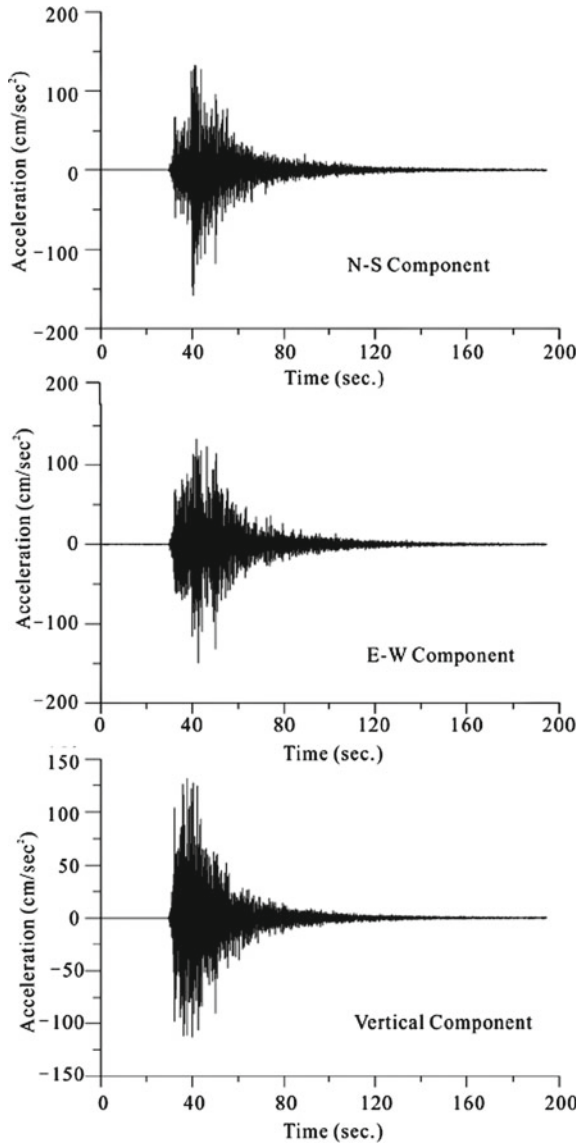 200
100
0
−100
−200
Acceleration (cm/sec²)
N-S Component
0 40 80 120 160 200
Time (sec.)
200
100
0
−100
−200
Acceleration (cm/sec²)
E-W Component
0 40 80 120 160 200
Time (sec.)
150
100
50
0
−50
−100
−150
Acceleration (cm/sec²)
Vertical Component
0 40 80 120 160 200
Time (sec.)